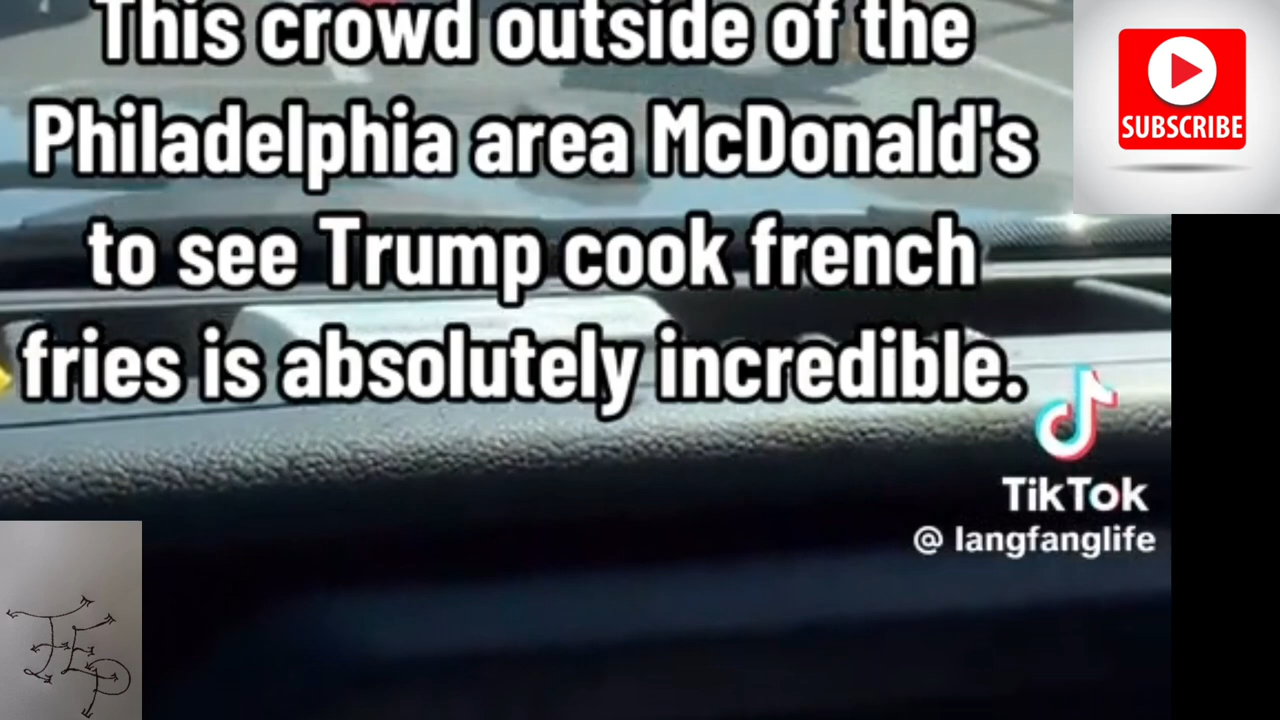 This crowd outside of the
Philadelphia area McDonald's
to see Trump cook french
fries is absolutely incredible.
SUBSCRIBE
TikTok
@ langfanglife